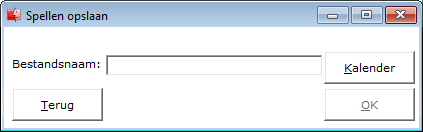 Spellen opslaan
Bestandsnaam:
Kalender
Terug
OK